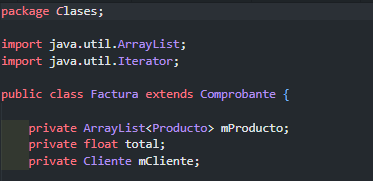 package Clases;
import java.util.ArrayList;
import java.util.Iterator;
public class Factura extends Comprobante {
private ArrayList<Producto> mProducto;
private float total;
private Cliente mCliente;